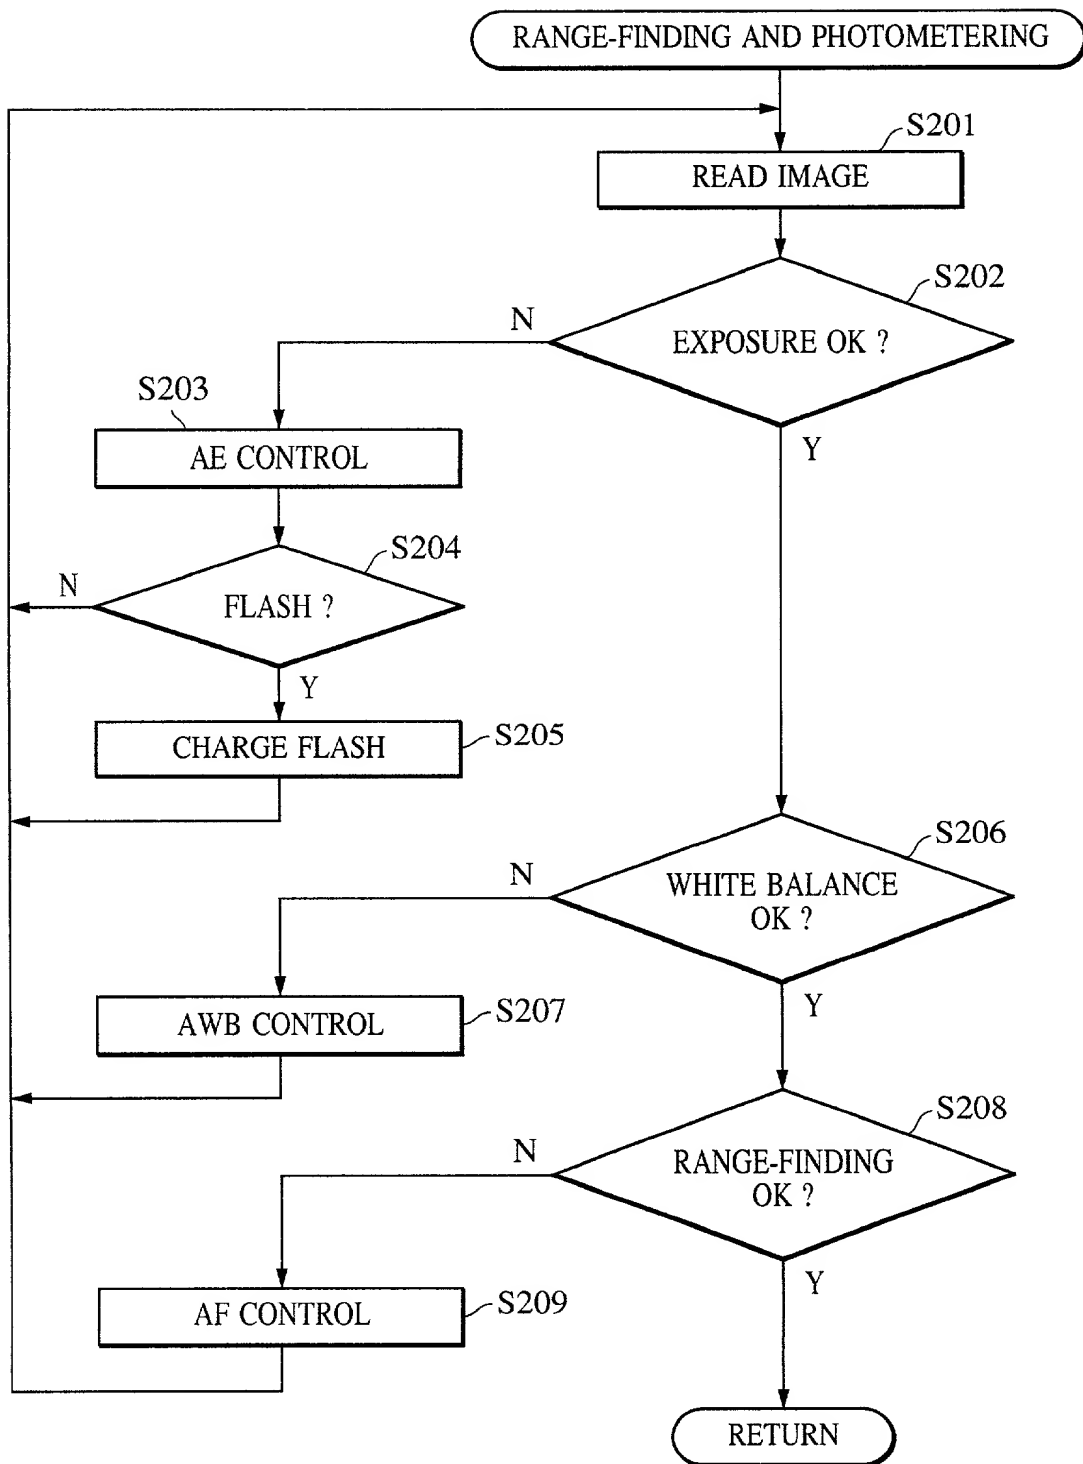 RANGE-FINDING AND PHOTOMETERING
S201
READ IMAGE
S202
N
EXPOSURE OK ?
Y
S203
AE CONTROL
S204
N
FLASH ?
Y
CHARGE FLASH
S205
S206
N
WHITE BALANCE
OK ?
Y
AWB CONTROL
S207
S208
N
RANGE-FINDING
OK ?
Y
AF CONTROL
S209
RETURN